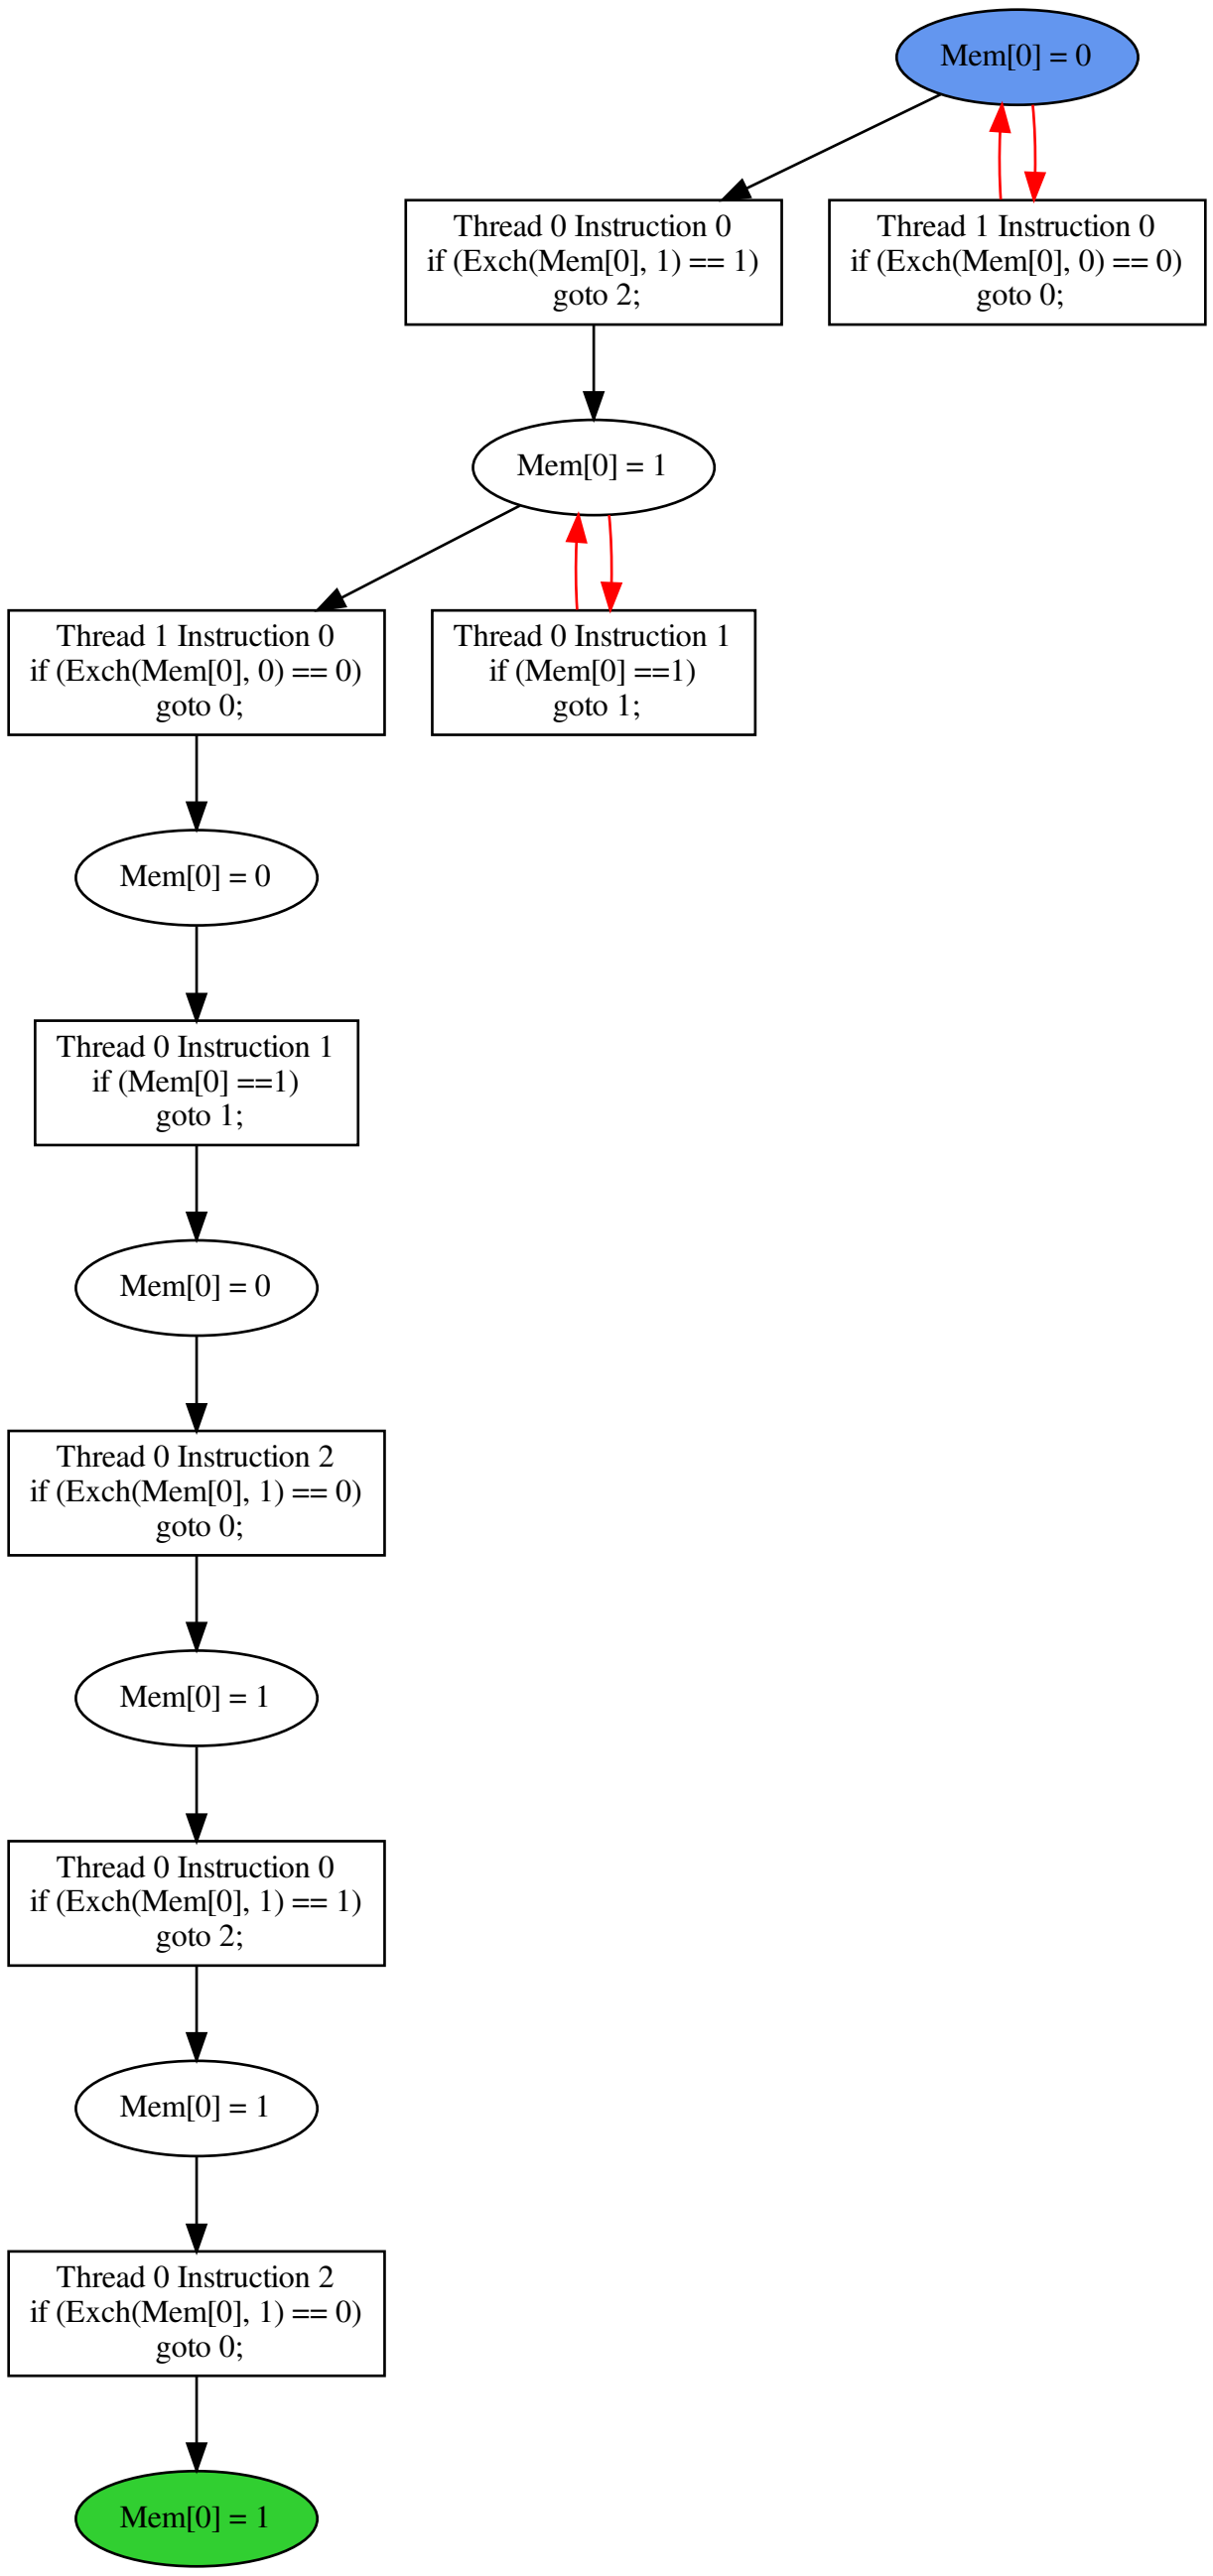 Mem[0] = 0
Thread 0 Instruction 0
if (Exch(Mem[0], 1) == 1)
goto 2;
Thread 1 Instruction 0
if (Exch(Mem[0], 0) == 0)
goto 0;
Mem[0] = 1
Thread 1 Instruction 0
if (Exch(Mem[0], 0) == 0)
goto 0;
Thread 0 Instruction 1
if (Mem[0] ==1)
goto 1;
Mem[0] = 0
Thread 0 Instruction 1
if (Mem[0] ==1)
goto 1;
Mem[0] = 0
Thread 0 Instruction 2
if (Exch(Mem[0], 1) == 0)
goto 0;
Mem[0] = 1
Thread 0 Instruction 0
if (Exch(Mem[0], 1) == 1)
goto 2;
Mem[0] = 1
Thread 0 Instruction 2
if (Exch(Mem[0], 1) == 0)
goto 0;
Mem[0] = 1